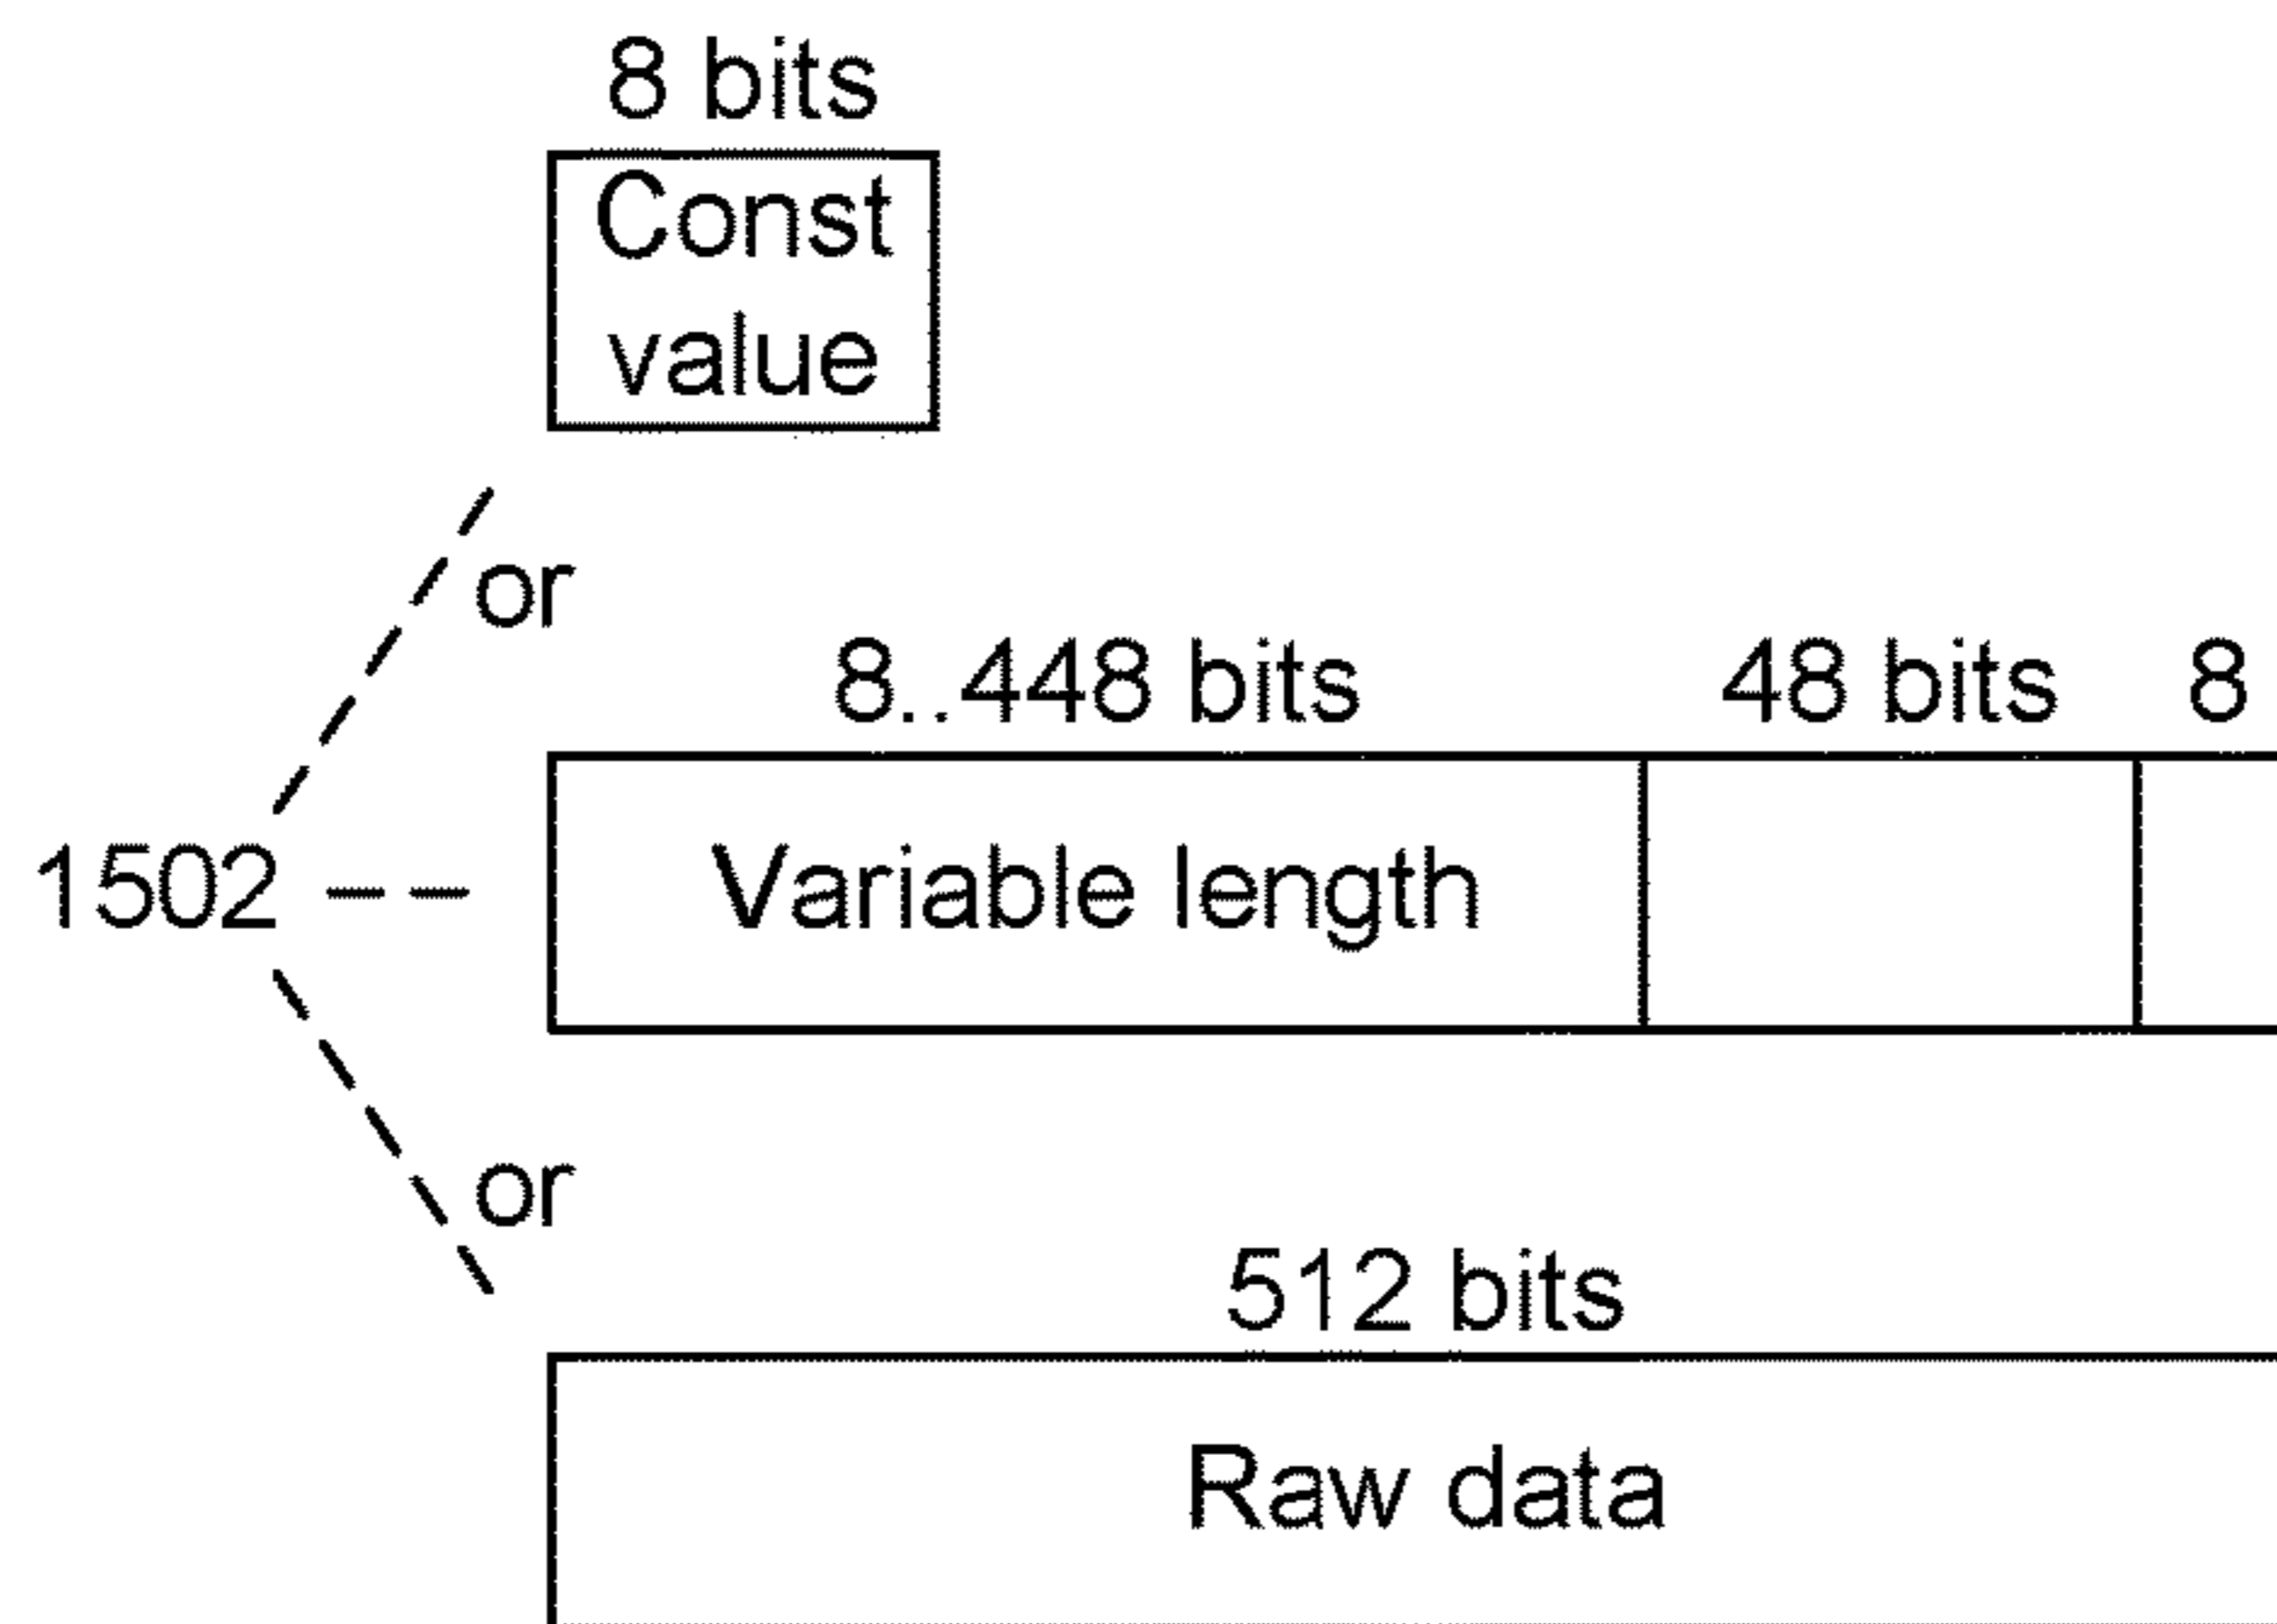 8 bits
Const
value
or
8..448 bits 48 bits 8
1502 Variable length
or
512 bits
Raw data